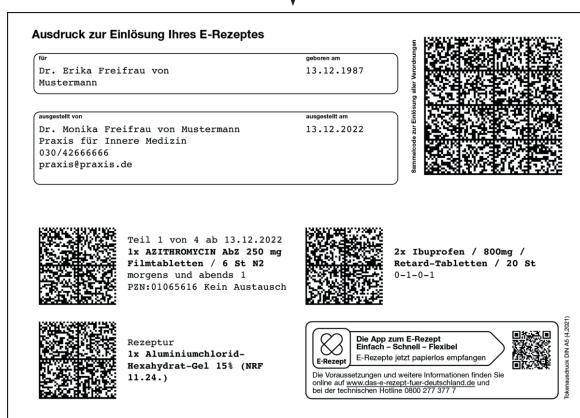 Ausdruck zur Einlösung Ihres E-Rezeptes
für
geboren am
Dr. Erika Freifrau von
Mustermann
13.12.1987
ausgestellt von
ausgestellt am
Dr. Monika Freifrau von Mustermann
13.12.2022
Praxis für Innere Medizin
030/42666666
praxis@praxis.de
Sammelcode zur Einlösung aller Verordnungen
Teil 1 von 4 ab 13.12.2022
1x AZITHROMYCIN AbZ 250 mg
Filmtabletten / 6 St N2
morgens und abends 1
PZN:01065616 Kein Austausch
2x Ibuprofen / 800mg /
Retard-Tabletten / 20 St
0-1-0-1
Rezeptur
1x Aluminiumchlorid-
Hexahydrat-Gel 15% (NRF
11.24.)
E-Rezept
Die App zum E-Rezept
Einfach – Schnell – Flexibel
E-Rezepte jetzt papierlos empfangen
Die Voraussetzungen und weitere Informationen finden Sie
online auf www.das-e-rezept-fuer-deutschland.de und
bei der technischen Hotline 0800 277 377 7
Tokenausdruck DIN A5 (4.2021)